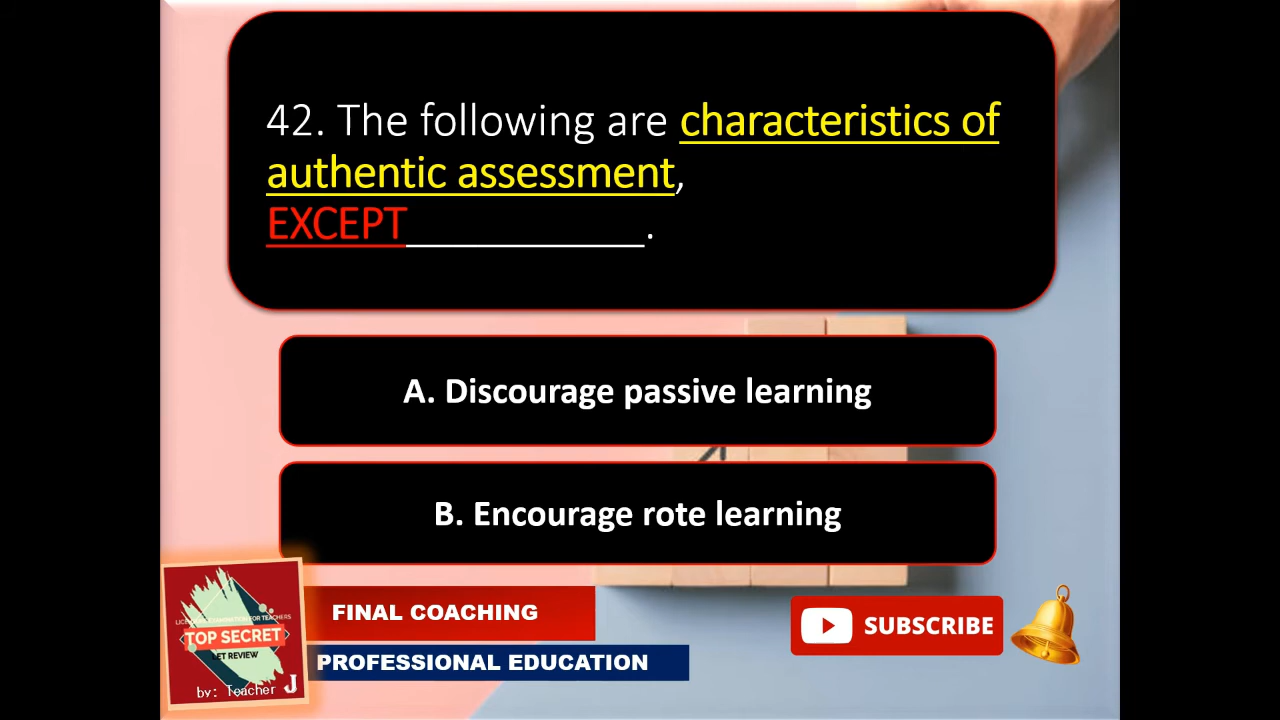 42. The following are characteristics of
authentic assessment,
EXCEPT___________.
A. Discourage passive learning
B. Encourage rote learning
FINAL COACHING
PROFESSIONAL EDUCATION
TOP SECRET
LET REVIEW
by: Teacher J
SUBSCRIBE